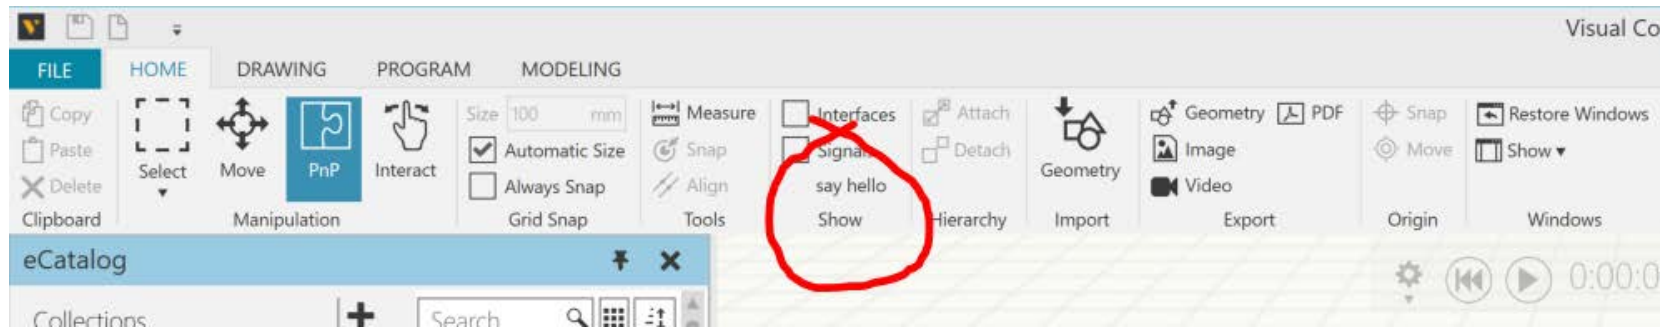 Visual Co
FILE HOME DRAWING PROGRAM MODELING
Copy
Paste
Delete
Clipboard
Select
Move
PnP
Interact
Manipulation
Size 100 mm
Automatic Size
Always Snap
Grid Snap
Measure
Snap
Align
Tools
Interfaces
Signals
say hello
Show
Attach
Detach
Hierarchy
Geometry
Import
Geometry PDF
Image
Video
Export
Snap
Move
Origin
Restore Windows
Show
Windows
eCatalog
Collections
Search
0:00:0